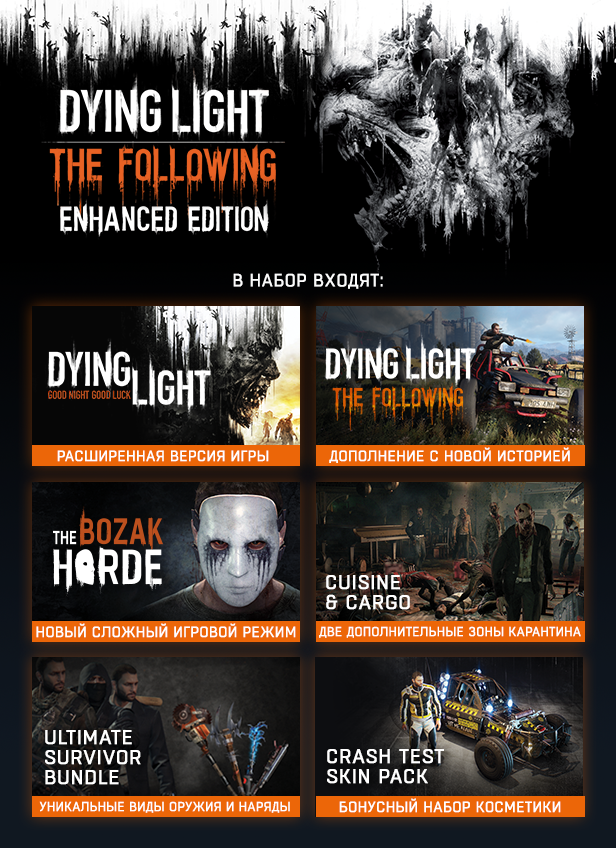 DYING LIGHT
THE FOLLOWING
ENHANCED EDITION
В НАБОР ВХОДЯТ:
DYING
GOOD NIGHT GOOD LUCK
LIGHT
РАСШИРЕННАЯ ВЕРСИЯ ИГРЫ
DYING LIGHT
THE FOLLOWING
ДОПОЛНЕНИЕ С НОВОЙ ИСТОРИЕЙ
THE BOZAK
HORDE
НОВЫЙ СЛОЖНЫЙ ИГРОВОЙ РЕЖИМ
CUISINE
& CARGO
ДВЕ ДОПОЛНИТЕЛЬНЫЕ ЗОНЫ КАРАНТИНА
ULTIMATE
SURVIVOR
BUNDLE
УНИКАЛЬНЫЕ ВИДЫ ОРУЖИЯ И НАРЯДЫ
CRASH TEST
SKIN PACK
БОНУСНЫЙ НАБОР КОСМЕТИКИ